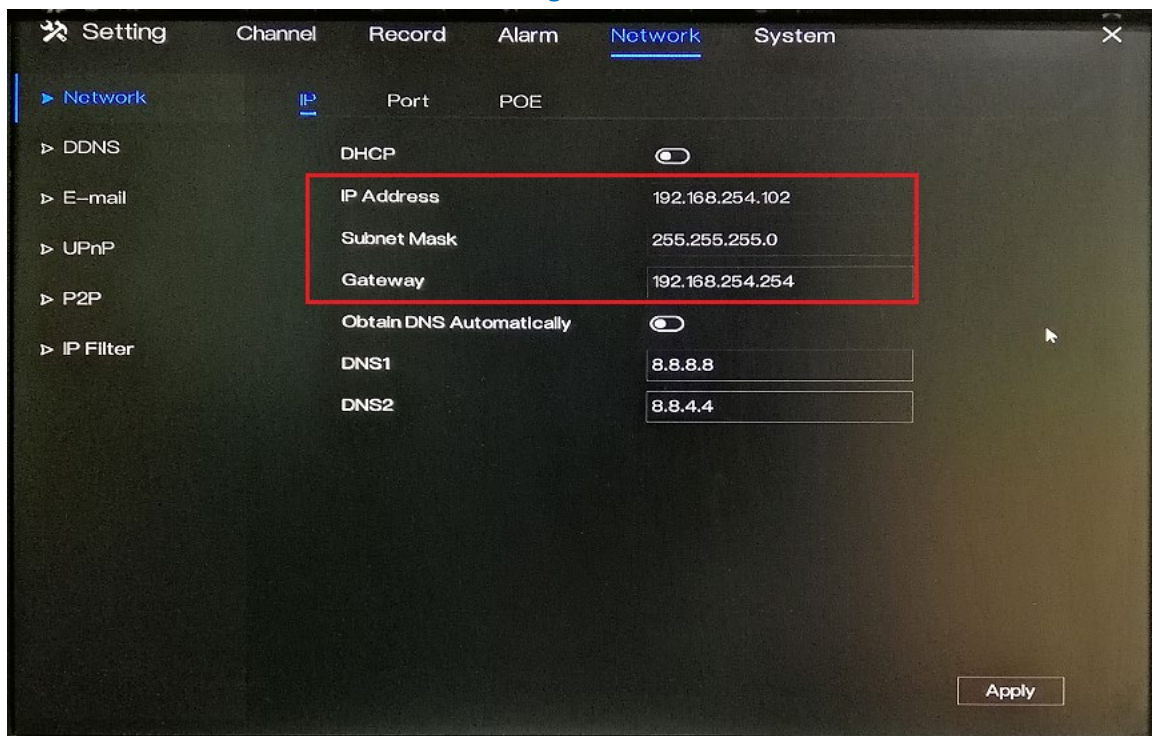 Setting Channel Record Alarm Network System
Network IP Port POE
DDNS DHCP
E-mail IP Address 192.168.254.102
UPnP Subnet Mask 255.255.255.0
Gateway 192.168.254.254
P2P
Obtain DNS Automatically
IP Filter
DNS1 8.8.8.8
DNS2 8.8.4.4
Apply